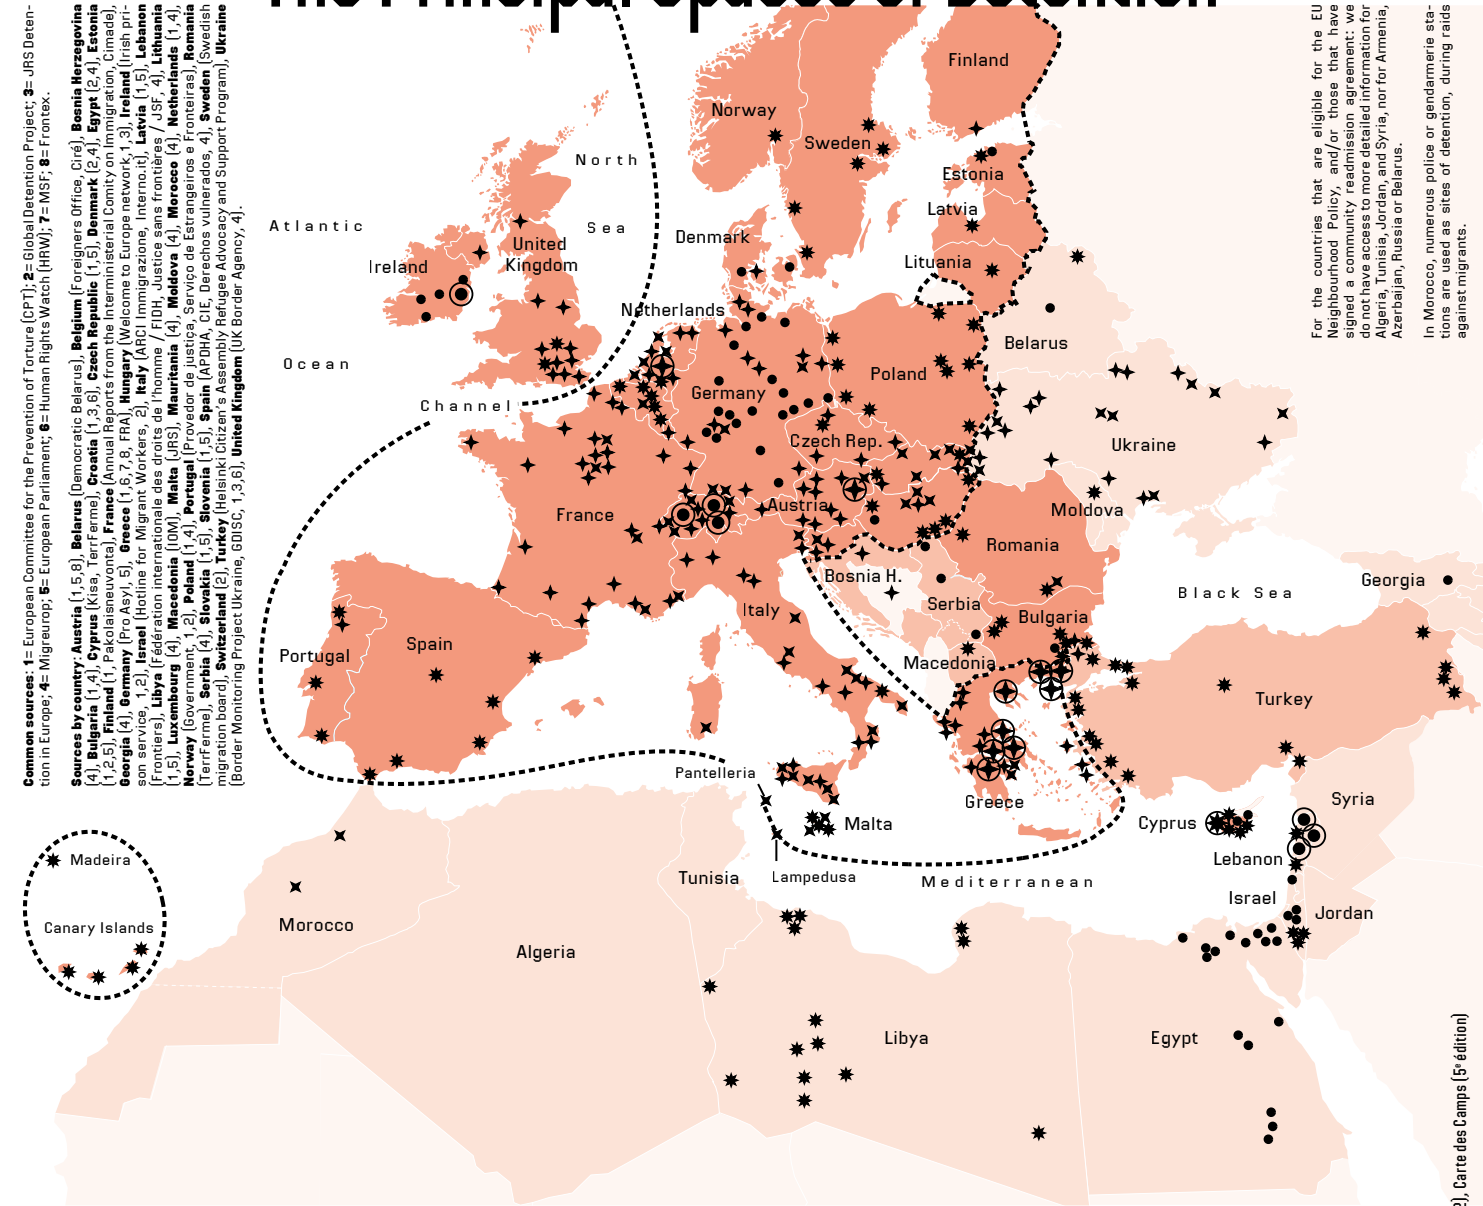 The Principal Spaces of Detention
Common sources: 1= European Committee for the Prevention of Torture (CPT); 2= Global Detention Project; 3= JRS Deten-
tion in Europe; 4= Migreurop; 5= European Parliament; 6= Human Rights Watch (HRW); 7= MSF; 8= Frontex.
Sources by country: Austria (1,5,8), Belarus (Democratic Belarus), Belgium (Foreigners Office, Ciré), Bosnia Herzegovina
(4), Bulgaria (1,4), Cyprus (Kisa, TerrFerme), Croatia (1,3,6), Czech Republic (1,5), Denmark (2,4), Egypt (2,4), Estonia
(1,2,5), Finland (1, Pakolaisneuvonta), France (Annual Reports from the Interministerial Comity on Immigration, Cimade),
Georgia (4), Germany (Pro Asyl, 5), Greece (1,6,7,8, FRA), Hungary (Welcome to Europe network, 1,3), Ireland (Irish pri-
son service, 1,2), Israel (Hotline for Migrant Workers, 2), Italy (ARCI Immigrazione, Interno.it), Latvia (1,5), Lebanon
(Frontiers), Libya (Fédération internationale des droits de l'homme / FIDH, Justice sans frontières / JSF, 4), Lithuania
(1,5), Luxembourg (4), Macedonia (IOM), Malta (JRS), Mauritania (4), Moldova (4), Morocco (4), Netherlands (1,4),
Norway (Government, 1,2), Poland (1,4), Portugal (Provedor de justiça, Serviço de Estrangeiros e Fronteiras), Romania
(TerrFerme), Serbia (4), Slovakia (1,5), Slovenia (1,5), Spain (APDHA, CIE, Derechos vulnerados, 4), Sweden (Swedish
migration board), Switzerland (2), Turkey (Helsinki Citizen's Assembly Refugee Advocacy and Support Program), Ukraine
(Border Monitoring Project Ukraine, GDISC, 1,3,6), United Kingdom (UK Border Agency, 4).
For the countries that are eligible for the EU
Neighbourhood Policy, and/or those that have
signed a community readmission agreement: we
do not have access to more detailed information for
Algeria, Tunisia, Jordan, and Syria, nor for Armenia,
Azerbaijan, Russia or Belarus.
In Morocco, numerous police or gendarmerie sta-
tions are used as sites of detention, during raids
against migrants.
Finland
Norway
Sweden
North
Estonia
Latvia
Atlantic
Sea
Denmark
United
Kingdom
Ireland
Lituania
Netherlands
Belarus
Ocean
Poland
Germany
Channel
Czech Rep.
Ukraine
Austria
France
Moldova
Romania
Bosnia H.
Georgia
Black Sea
Serbia
Italy
Bulgaria
Spain
Portugal
Macedonia
Turkey
Pantelleria
Syria
Greece
Malta
Cyprus
Madeira
Lebanon
Tunisia
Lampedusa
Mediterranean
Israel
Jordan
Morocco
Canary Islands
Algeria
Libya
Egypt
), Carte des Camps (5e édition)